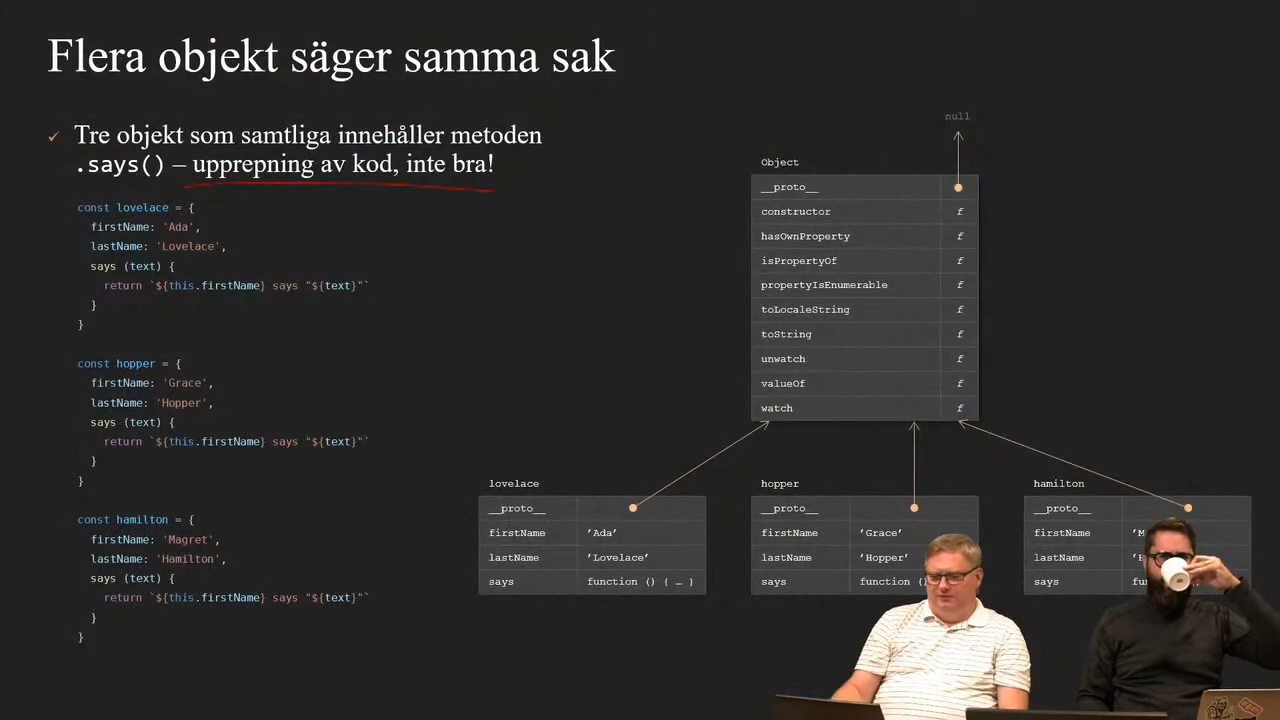 Flera objekt säger samma sak
Tre objekt som samtliga innehåller metoden
.says() – upprepning av kod, inte bra!
const lovelace = {
firstName: 'Ada',
lastName: 'Lovelace',
says (text) {
return `${this.firstName} says "${text}"`
}
}
const hopper = {
firstName: 'Grace',
lastName: 'Hopper',
says (text) {
return `${this.firstName} says "${text}"`
}
}
const hamilton = {
firstName: 'Magret',
lastName: 'Hamilton',
says (text) {
return `${this.firstName} says "${text}"`
}
}
null
Object
__proto__
constructor f
hasOwnProperty f
isPropertyOf f
propertyIsEnumerable f
toLocaleString f
toString f
unwatch f
valueOf f
watch f
lovelace
__proto__
firstName ’Ada’
lastName ’Lovelace’
says function () { … }
hopper
__proto__
firstName ’Grace’
lastName ’Hopper’
says function ()
hamilton
__proto__
firstName
lastName
says